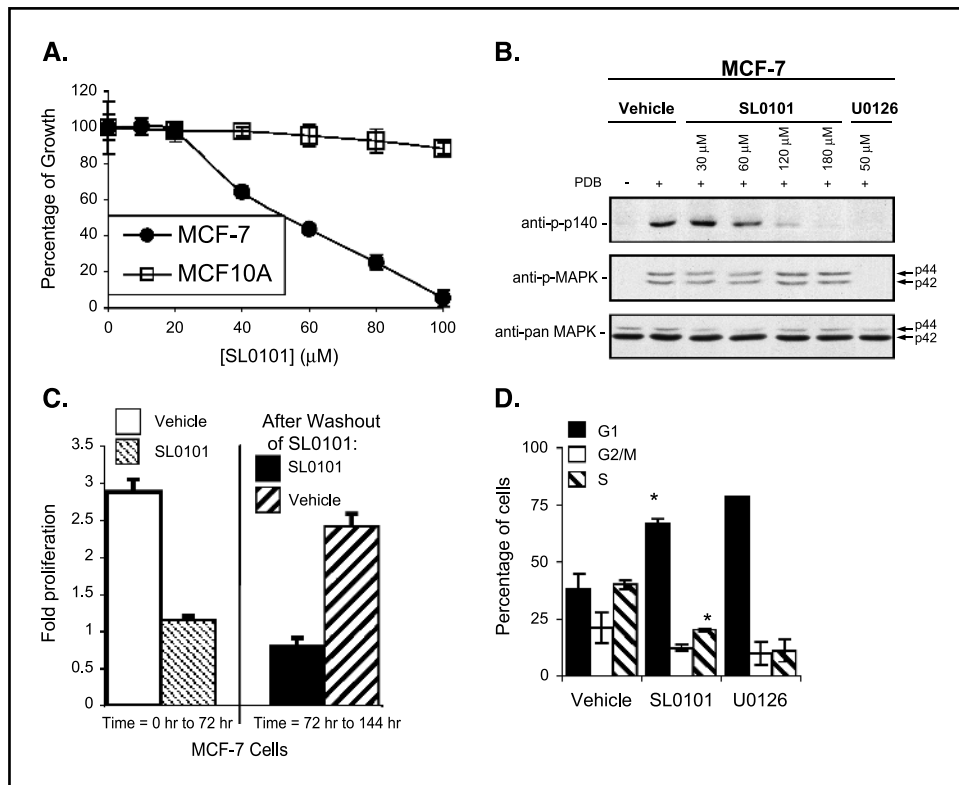 A.
120
100
80
60
40
20
0
Percentage of Growth
MCF-7
MCF10A
0 20 40 60 80 100
[SL0101] (μM)
B.
MCF-7
Vehicle SL0101 U0126
30 μM 60 μM 120 μM 180 μM 50 μM
PDB - + + + + + +
anti-p-p140 -
anti-p-MAPK - p44
p42
anti-pan MAPK - p44
p42
C.
Vehicle
SL0101
After Washout
of SL0101:
SL0101
Vehicle
3.5
3
2.5
2
1.5
1
0.5
0
Fold proliferation
Time = 0 hr to 72 hr Time = 72 hr to 144 hr
MCF-7 Cells
D.
G1
G2/M
S
100
75
50
25
0
Percentage of cells
*
*
Vehicle SL0101 U0126